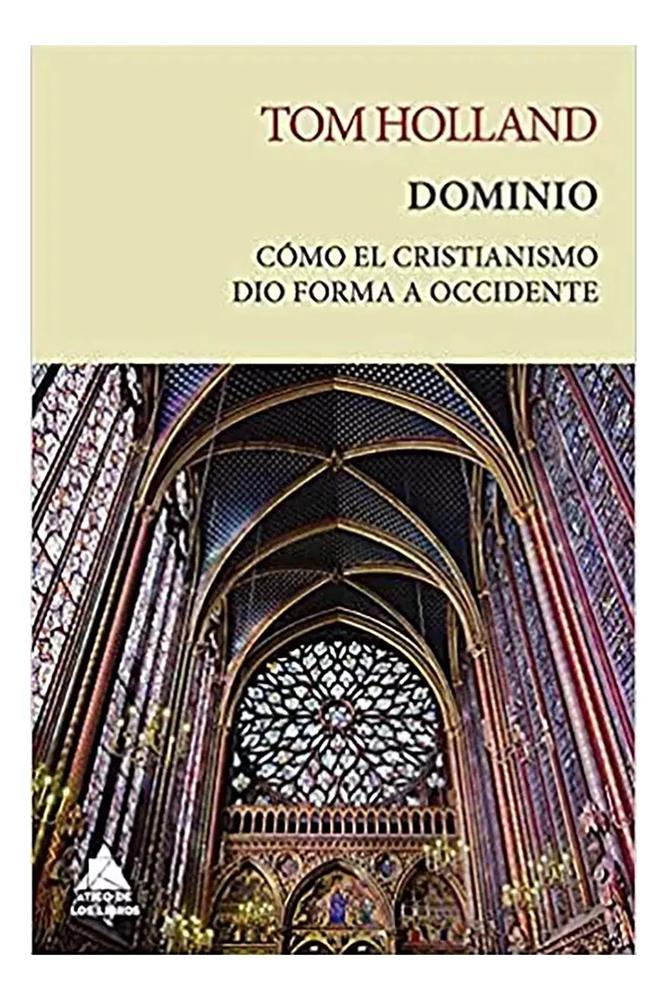 TOM HOLLAND
DOMINIO
CÓMO EL CRISTIANISMO
DIO FORMA A OCCIDENTE
ÁTICO DE
LOS LIBROS